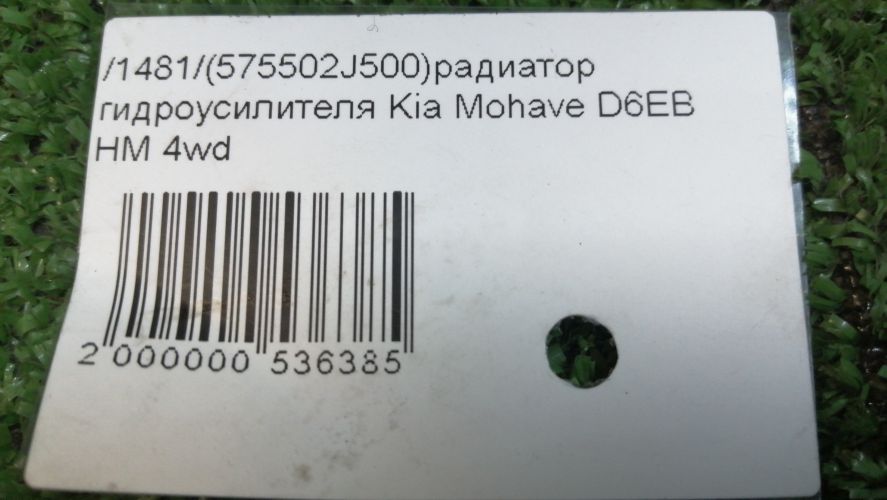 /1481/(575502J500)радиатор
гидроусилителя Kia Mohave D6EB
HM 4wd
2 000000 536385